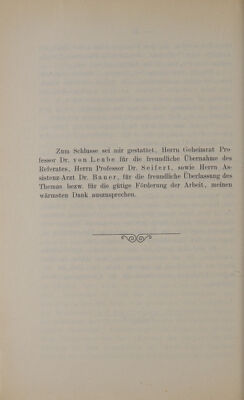 Zum Schlusse sei mir gestattet, Herrn Geheimrat Pro
fessor Dr. von Leube für die freundliche Übernahme des
Referates, Herrn Professor Dr. Seifert, sowie Herrn As-
sistenz-Arzt Dr. Bauer, für die freundliche Überlassung des
Themas bezw. für die gütige Förderung der Arbeit, meinen
wärmsten Dank auszusprechen.